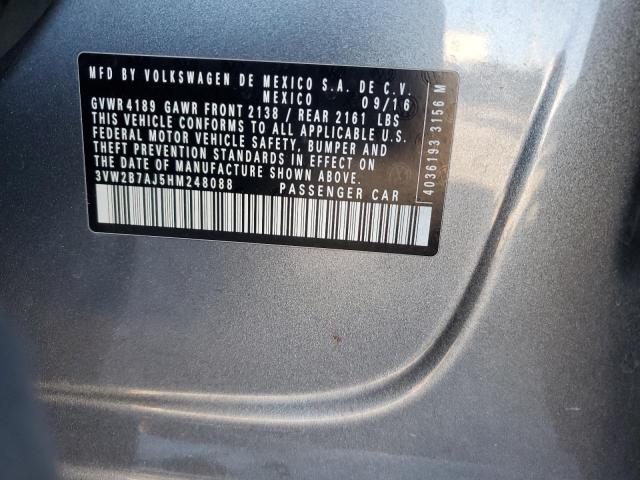 MFD BY VOLKSWAGEN DE MEXICO S.A. DE C.V.
MEXICO 09/16
GVWR 4189 GAWR FRONT 2138 / REAR 2161 LBS
THIS VEHICLE CONFORMS TO ALL APPLICABLE U.S.
FEDERAL MOTOR VEHICLE SAFETY, BUMPER AND
THEFT PREVENTION STANDARDS IN EFFECT ON
THE DATE OF MANUFACTURE SHOWN ABOVE.
3VW2B7AJ5HM248088 PASSENGER CAR
4036193 3156 M